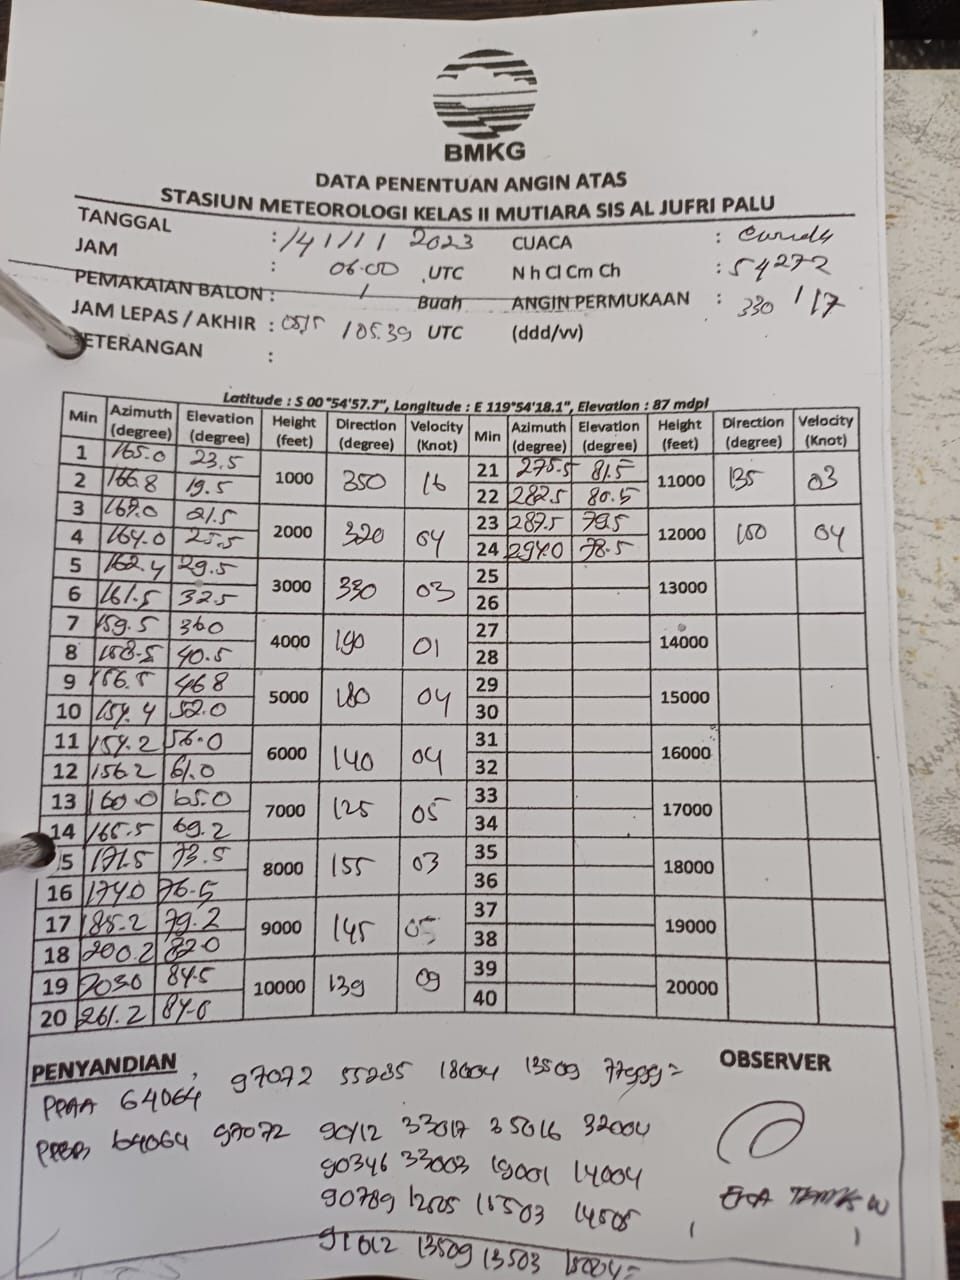 BMKG
DATA PENENTUAN ANGIN ATAS
STASIUN METEOROLOGI KELAS II MUTIARA SIS AL JUFRI PALU
TANGGAL : 14/11/2023 CUACA :
JAM : 06.00 UTC N h Cl Cm Ch : 54272
PEMAKAIAN BALON : 1 Buah ANGIN PERMUKAAN : 330/17
JAM LEPAS / AKHIR : 0515 / 05.39 UTC (ddd/vv)
KETERANGAN :
Latitude : S 00°54'57.7", Longitude : E 119°54'18.1", Elevation : 87 mdpl
Min Azimuth (degree) Elevation (degree) Height (feet) Direction (degree) Velocity (Knot) Min Azimuth (degree) Elevation (degree) Height (feet) Direction (degree) Velocity (Knot)
1 165.0 23.5 1000 350 16 21 275.5 81.5 11000 135 03
2 166.8 19.5 22 282.5 80.5
3 167.0 21.5 2000 320 04 23 287.5 79.5 12000 150 04
4 164.0 25.5 24 294.0 78.5
5 162.4 29.5 3000 330 03 25 13000
6 161.5 32.5 26
7 159.5 36.0 4000 190 01 27 14000
8 158.5 40.5 28
9 156.5 46.8 5000 180 04 29 15000
10 154.4 52.0 30
11 154.2 56.0 6000 140 04 31 16000
12 156.2 61.0 32
13 160.0 65.0 7000 125 05 33 17000
14 165.5 69.2 34
15 171.5 73.5 8000 155 03 35 18000
16 174.0 76.5 36
17 185.2 79.2 9000 145 05 37 19000
18 200.2 82.0 38
19 203.0 84.5 10000 139 09 39 20000
20 261.2 84.0 40
PENYANDIAN OBSERVER
PPAA 64064 97072 55285 18004 13509 77999=
PPBB 64064 97072 90/12 33017 35016 32004
90346 33003 19001 14004
90789 12505 15503 14505
91012 13509 13503 15004=